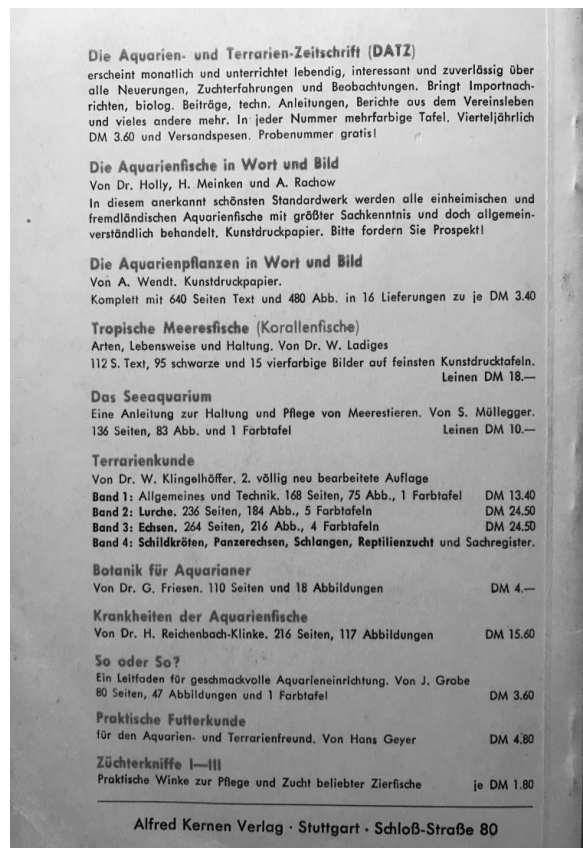 Die Aquarien- und Terrarien-Zeitschrift (DATZ)
erscheint monatlich und unterrichtet lebendig, interessant und zuverlässig über
alle Neuerungen, Zuchterfahrungen und Beobachtungen. Bringt Importnach-
richten, biolog. Beiträge, techn. Anleitungen, Berichte aus dem Vereinsleben
und vieles andere mehr. In jeder Nummer mehrfarbige Tafel. Vierteljährlich
DM 3.60 und Versandspesen. Probenummer gratis!
Die Aquarienfische in Wort und Bild
Von Dr. Holly, H. Meinken und A. Rachow
In diesem anerkannt schönsten Standardwerk werden alle einheimischen und
fremdländischen Aquarienfische mit größter Sachkenntnis und doch allgemein-
verständlich behandelt. Kunstdruckpapier. Bitte fordern Sie Prospekt!
Die Aquarienpflanzen in Wort und Bild
Von A. Wendt. Kunstdruckpapier.
Komplett mit 640 Seiten Text und 480 Abb. in 16 Lieferungen zu je DM 3.40
Tropische Meeresfische (Korallenfische)
Arten, Lebensweise und Haltung. Von Dr. W. Ladiges
112 S. Text, 95 schwarze und 15 vierfarbige Bilder auf feinsten Kunstdrucktafeln.
Leinen DM 18.—
Das Seeaquarium
Eine Anleitung zur Haltung und Pflege von Meerestieren. Von S. Müllegger.
136 Seiten, 83 Abb. und 1 Farbtafel Leinen DM 10.—
Terrarienkunde
Von Dr. W. Klingelhöffer. 2. völlig neu bearbeitete Auflage
Band 1: Allgemeines und Technik. 168 Seiten, 75 Abb., 1 Farbtafel DM 13.40
Band 2: Lurche. 236 Seiten, 184 Abb., 5 Farbtafeln DM 24.50
Band 3: Echsen. 264 Seiten, 216 Abb., 4 Farbtafeln DM 24.50
Band 4: Schildkröten, Panzerechsen, Schlangen, Reptilienzucht und Sachregister.
Botanik für Aquarianer
Von Dr. G. Friesen. 110 Seiten und 18 Abbildungen DM 4.—
Krankheiten der Aquarienfische
Von Dr. H. Reichenbach-Klinke. 216 Seiten, 117 Abbildungen DM 15.60
So oder So?
Ein Leitfaden für geschmackvolle Aquarieneinrichtung. Von J. Grobe
80 Seiten, 47 Abbildungen und 1 Farbtafel DM 3.60
Praktische Futterkunde
für den Aquarien- und Terrarienfreund. Von Hans Geyer DM 4.80
Züchterkniffe I—III
Praktische Winke zur Pflege und Zucht beliebter Zierfische je DM 1.80
Alfred Kernen Verlag · Stuttgart · Schloß-Straße 80